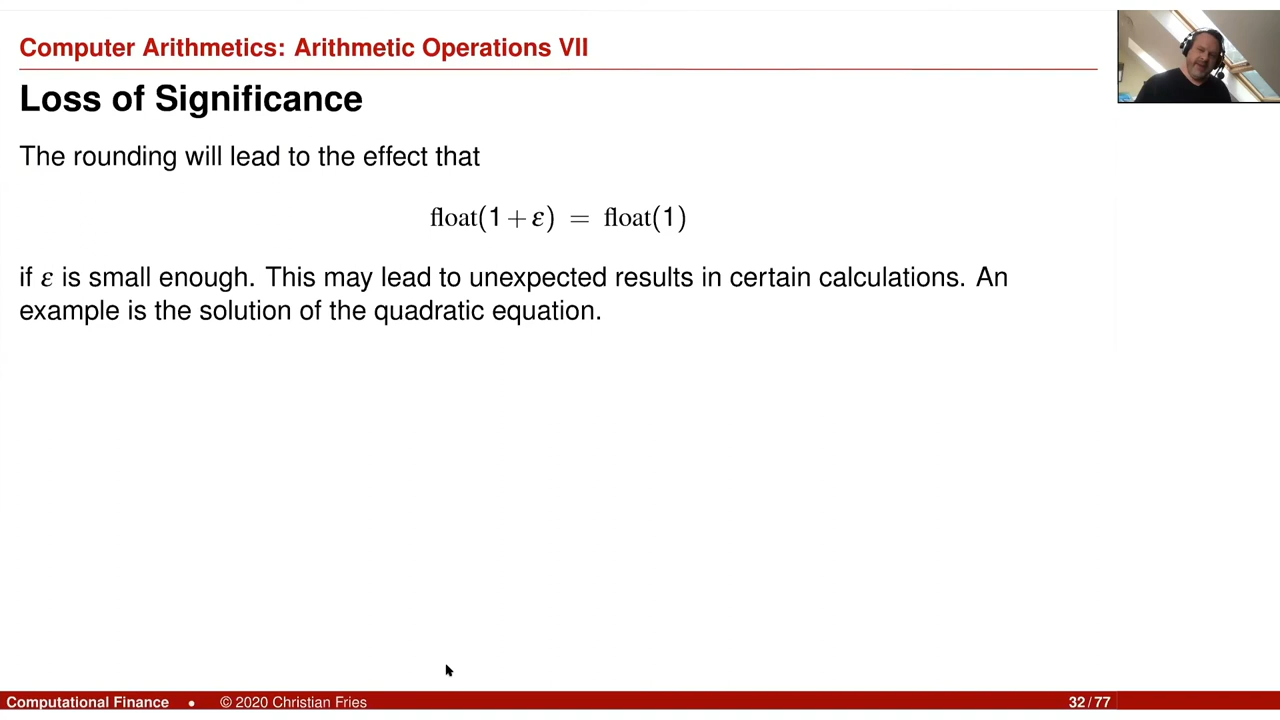 Computer Arithmetics: Arithmetic Operations VII
Loss of Significance
The rounding will lead to the effect that
float(1 + ε) = float(1)
if ε is small enough. This may lead to unexpected results in certain calculations. An
example is the solution of the quadratic equation.
Computational Finance • © 2020 Christian Fries 32 / 77